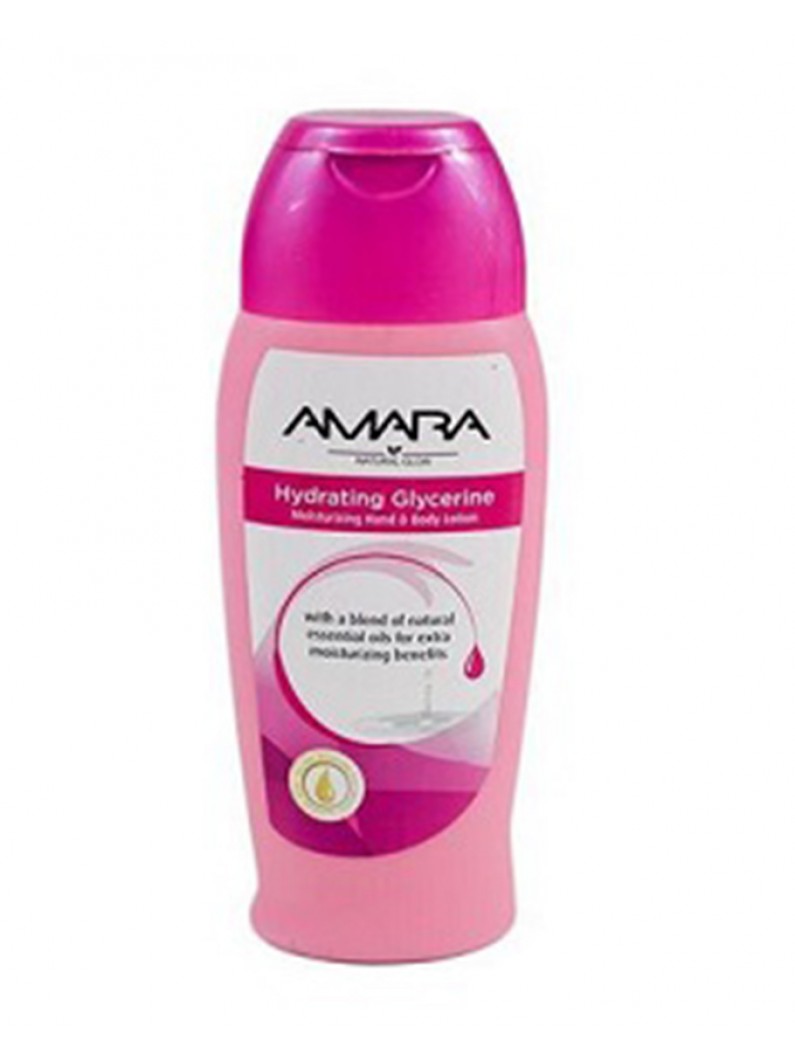 AMARA
NATURAL GLOW
Hydrating Glycerine
Moisturizing Hand & Body Lotion
With a blend of natural
essential oils for extra
moisturizing benefits